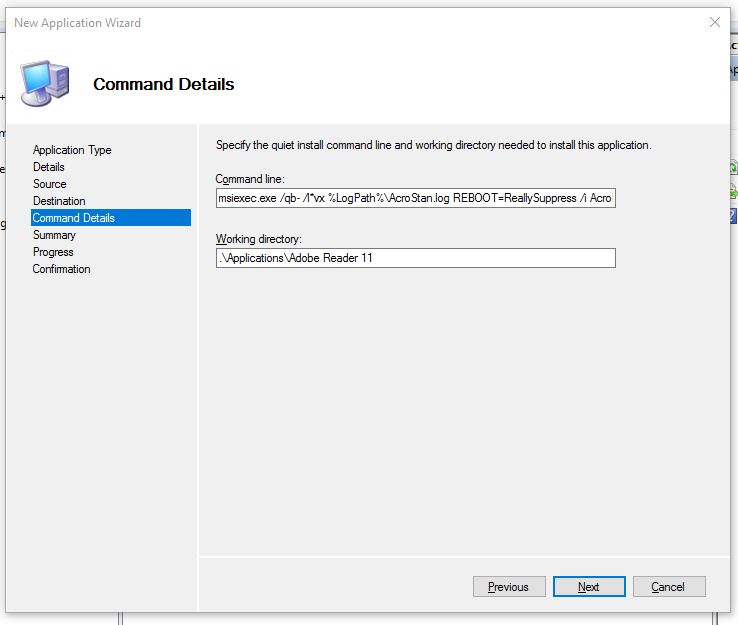 New Application Wizard
Command Details
Application Type
Details
Source
Destination
Command Details
Summary
Progress
Confirmation
Specify the quiet install command line and working directory needed to install this application.
Command line:
msiexec.exe /qb- /l*vx %LogPath%\AcroStan.log REBOOT=ReallySuppress /i Acro
Working directory:
.\Applications\Adobe Reader 11
Previous
Next
Cancel